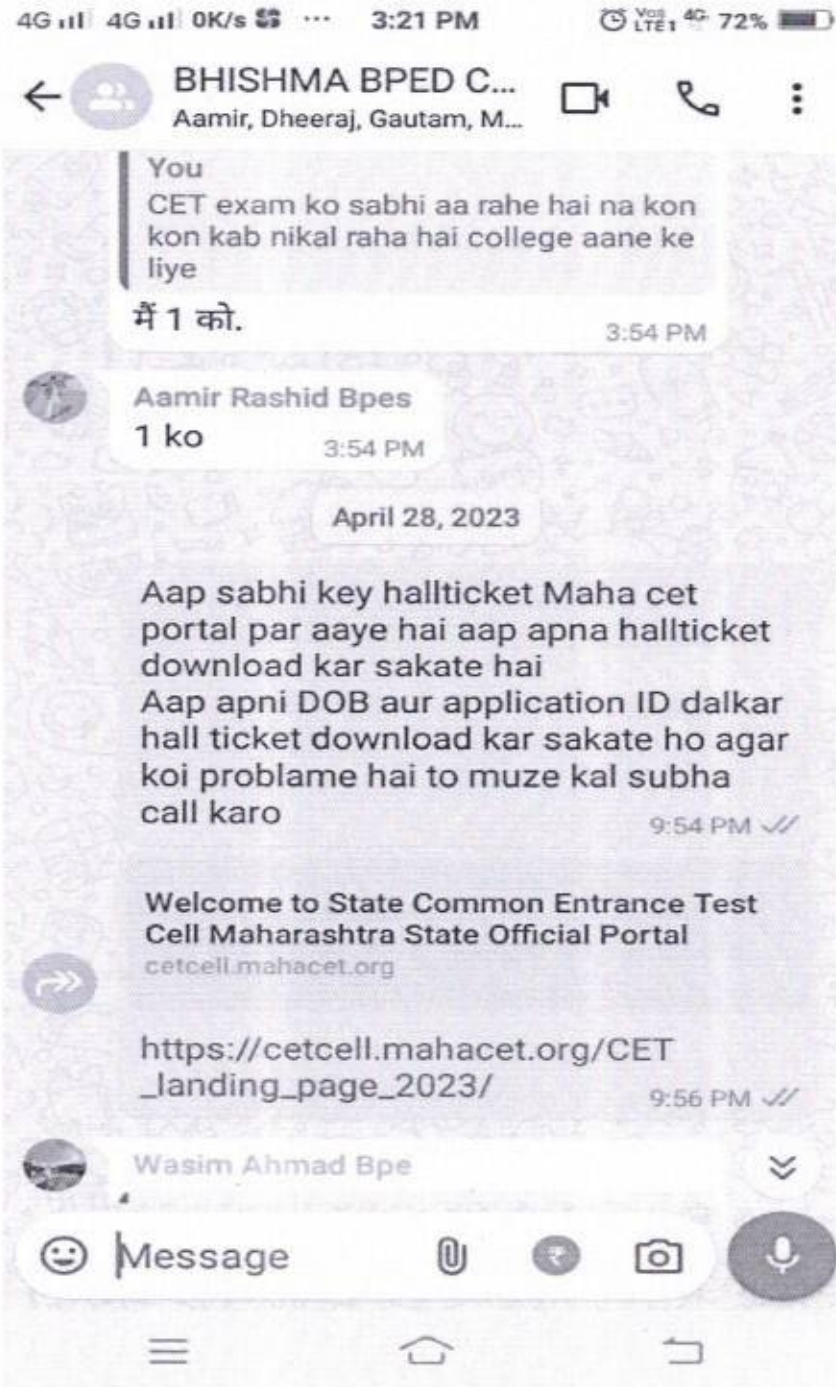 4G 4G 0K/s ... 3:21 PM Vo5 LTE1 4G 72%
BHISHMA BPED C...
Aamir, Dheeraj, Gautam, M...
You
CET exam ko sabhi aa rahe hai na kon
kon kab nikal raha hai college aane ke
liye
मैं 1 को.
3:54 PM
Aamir Rashid Bpes
1 ko
3:54 PM
April 28, 2023
Aap sabhi key hallticket Maha cet
portal par aaye hai aap apna hallticket
download kar sakate hai
Aap apni DOB aur application ID dalkar
hall ticket download kar sakate ho agar
koi problame hai to muze kal subha
call karo
9:54 PM
Welcome to State Common Entrance Test
Cell Maharashtra State Official Portal
cetcell.mahacet.org
https://cetcell.mahacet.org/CET
_landing_page_2023/
9:56 PM
Wasim Ahmad Bpe
Message
₹